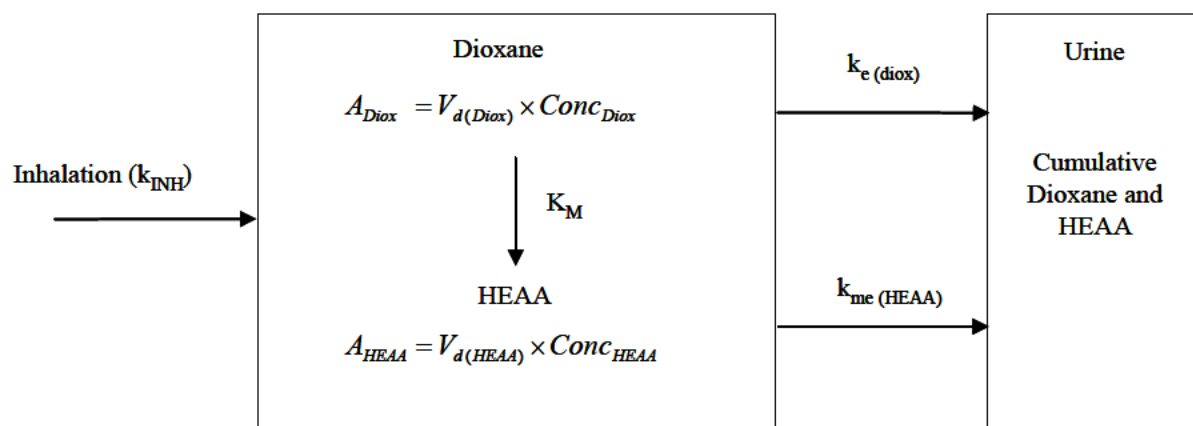 Inhalation (k_INH)
Dioxane
A_Diox = V_d(Diox) × Conc_Diox
K_M
HEAA
A_HEAA = V_d(HEAA) × Conc_HEAA
k_e (diox)
k_me (HEAA)
Urine
Cumulative
Dioxane and
HEAA